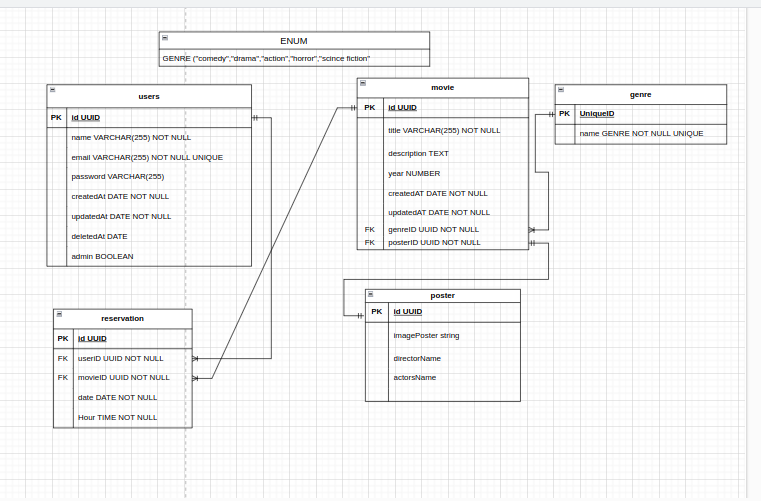 ENUM
GENRE ("comedy","drama","action","horror","scince fiction"
users
PK id UUID
name VARCHAR(255) NOT NULL
email VARCHAR(255) NOT NULL UNIQUE
password VARCHAR(255)
createdAt DATE NOT NULL
updatedAt DATE NOT NULL
deletedAt DATE
admin BOOLEAN
movie
PK id UUID
title VARCHAR(255) NOT NULL
description TEXT
year NUMBER
createdAT DATE NOT NULL
updatedAT DATE NOT NULL
FK genreID UUID NOT NULL
FK posterID UUID NOT NULL
genre
PK UniqueID
name GENRE NOT NULL UNIQUE
reservation
PK id UUID
FK userID UUID NOT NULL
FK movieID UUID NOT NULL
date DATE NOT NULL
Hour TIME NOT NULL
poster
PK id UUID
imagePoster string
directorName
actorsName